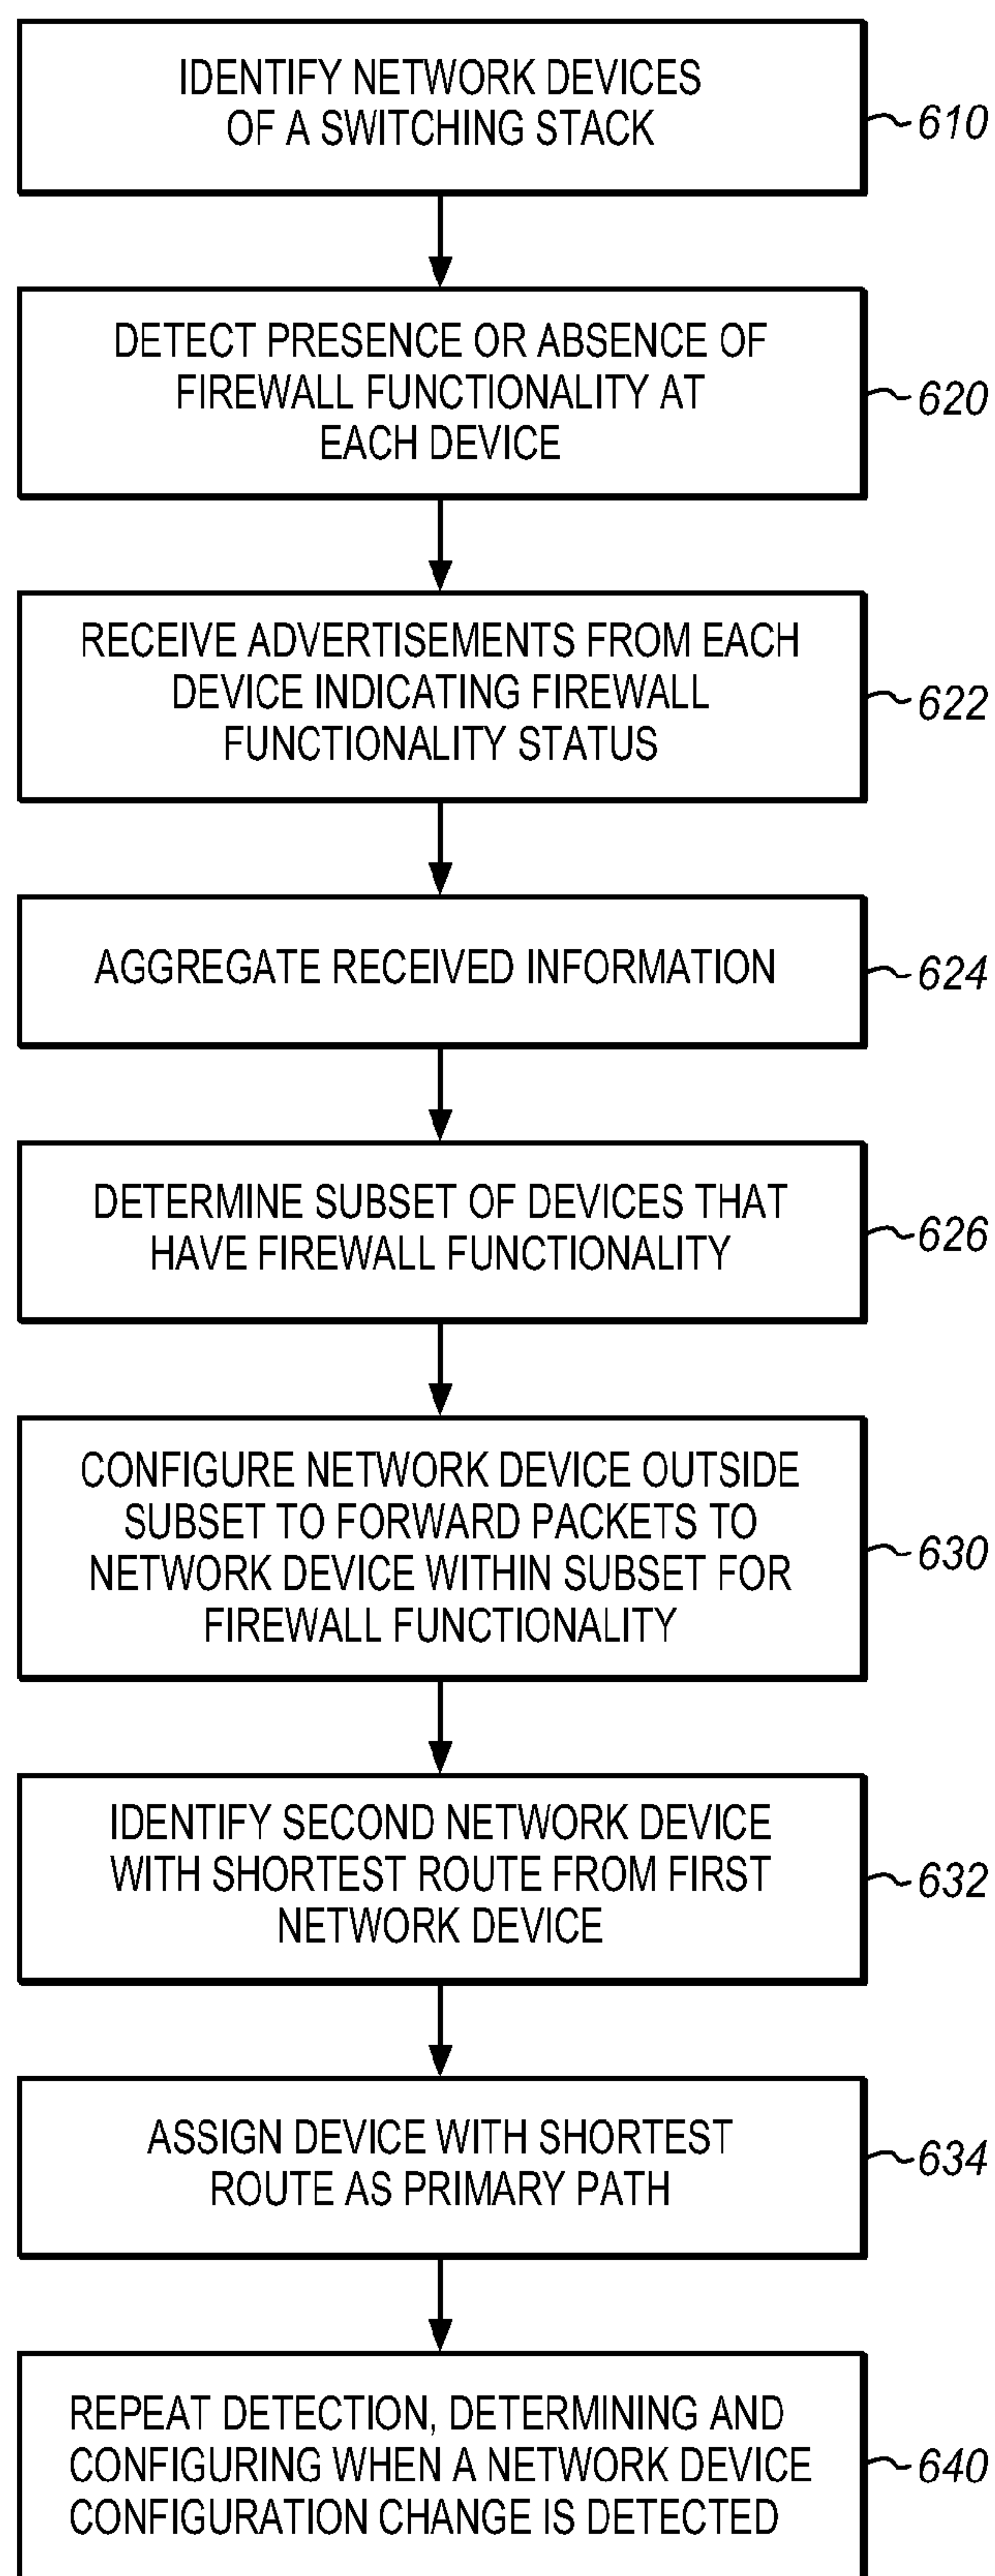 IDENTIFY NETWORK DEVICES
OF A SWITCHING STACK
610
DETECT PRESENCE OR ABSENCE OF
FIREWALL FUNCTIONALITY AT
EACH DEVICE
620
RECEIVE ADVERTISEMENTS FROM EACH
DEVICE INDICATING FIREWALL
FUNCTIONALITY STATUS
622
AGGREGATE RECEIVED INFORMATION
624
DETERMINE SUBSET OF DEVICES THAT
HAVE FIREWALL FUNCTIONALITY
626
CONFIGURE NETWORK DEVICE OUTSIDE
SUBSET TO FORWARD PACKETS TO
NETWORK DEVICE WITHIN SUBSET FOR
FIREWALL FUNCTIONALITY
630
IDENTIFY SECOND NETWORK DEVICE
WITH SHORTEST ROUTE FROM FIRST
NETWORK DEVICE
632
ASSIGN DEVICE WITH SHORTEST
ROUTE AS PRIMARY PATH
634
REPEAT DETECTION, DETERMINING AND
CONFIGURING WHEN A NETWORK DEVICE
CONFIGURATION CHANGE IS DETECTED
640